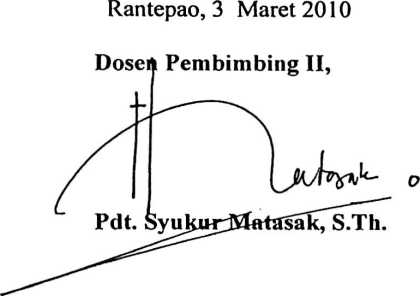 Rantepao, 3 Maret 2010
Dosen Pembimbing II,
Pdt. Syukur Matasak, S.Th.